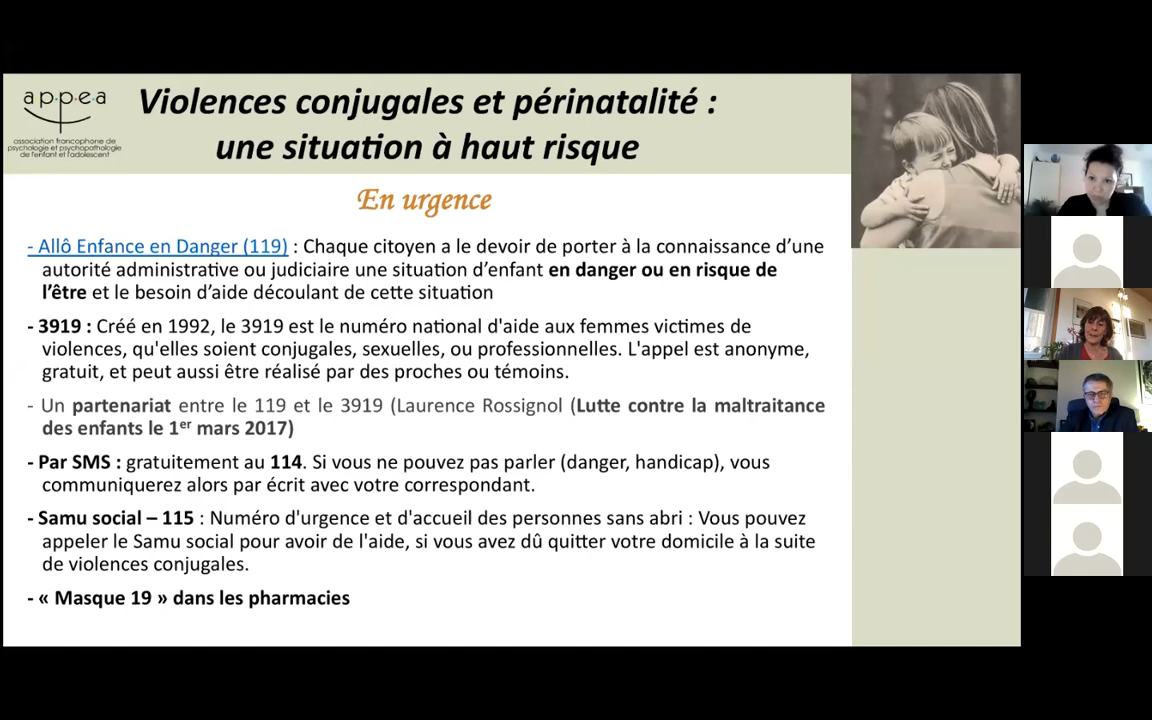 appea
association francophone de
psychologie et psychopathologie
de l'enfant et l'adolescent
Violences conjugales et périnatalité :
une situation à haut risque
En urgence
- Allô Enfance en Danger (119) : Chaque citoyen a le devoir de porter à la connaissance d’une
autorité administrative ou judiciaire une situation d’enfant en danger ou en risque de
l’être et le besoin d’aide découlant de cette situation
- 3919 : Créé en 1992, le 3919 est le numéro national d'aide aux femmes victimes de
violences, qu'elles soient conjugales, sexuelles, ou professionnelles. L'appel est anonyme,
gratuit, et peut aussi être réalisé par des proches ou témoins.
- Un partenariat entre le 119 et le 3919 (Laurence Rossignol (Lutte contre la maltraitance
des enfants le 1er mars 2017)
- Par SMS : gratuitement au 114. Si vous ne pouvez pas parler (danger, handicap), vous
communiquerez alors par écrit avec votre correspondant.
- Samu social – 115 : Numéro d'urgence et d'accueil des personnes sans abri : Vous pouvez
appeler le Samu social pour avoir de l'aide, si vous avez dû quitter votre domicile à la suite
de violences conjugales.
- « Masque 19 » dans les pharmacies